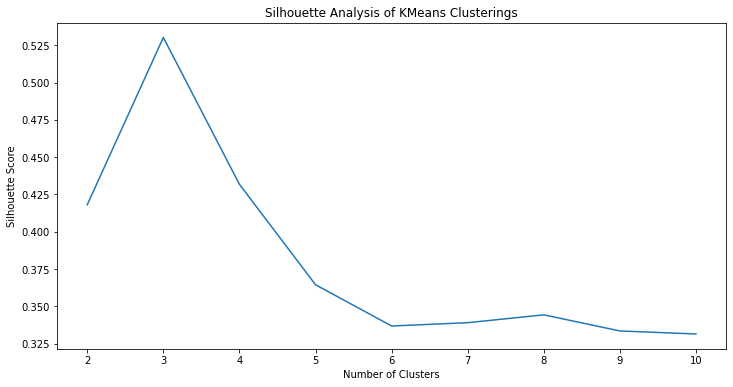 Silhouette Analysis of KMeans Clusterings
0.525
0.500
0.475
0.450
0.425
0.400
0.375
0.350
0.325
Silhouette Score
2 3 4 5 6 7 8 9 10
Number of Clusters